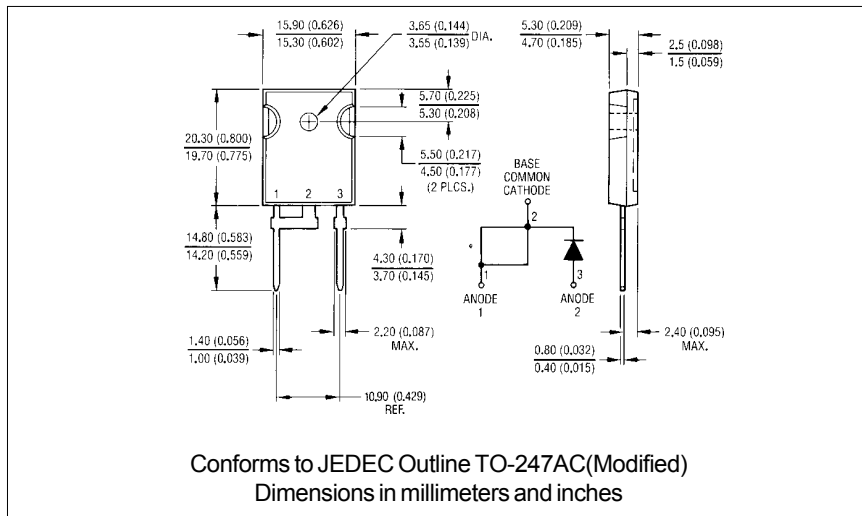 15.90 (0.626)
15.30 (0.602)
3.65 (0.144)
3.55 (0.139)
DIA.
5.30 (0.209)
4.70 (0.185)
2.5 (0.098)
1.5 (0.059)
5.70 (0.225)
5.30 (0.208)
20.30 (0.800)
19.70 (0.775)
5.50 (0.217)
4.50 (0.177)
(2 PLCS.)
BASE
COMMON
CATHODE
1 2 3
2
14.80 (0.583)
14.20 (0.559)
4.30 (0.170)
3.70 (0.145)
1
3
ANODE
1
ANODE
2
1.40 (0.056)
1.00 (0.039)
2.20 (0.087)
MAX.
2.40 (0.095)
MAX.
0.80 (0.032)
0.40 (0.015)
10.90 (0.429)
REF.
Conforms to JEDEC Outline TO-247AC(Modified)
Dimensions in millimeters and inches